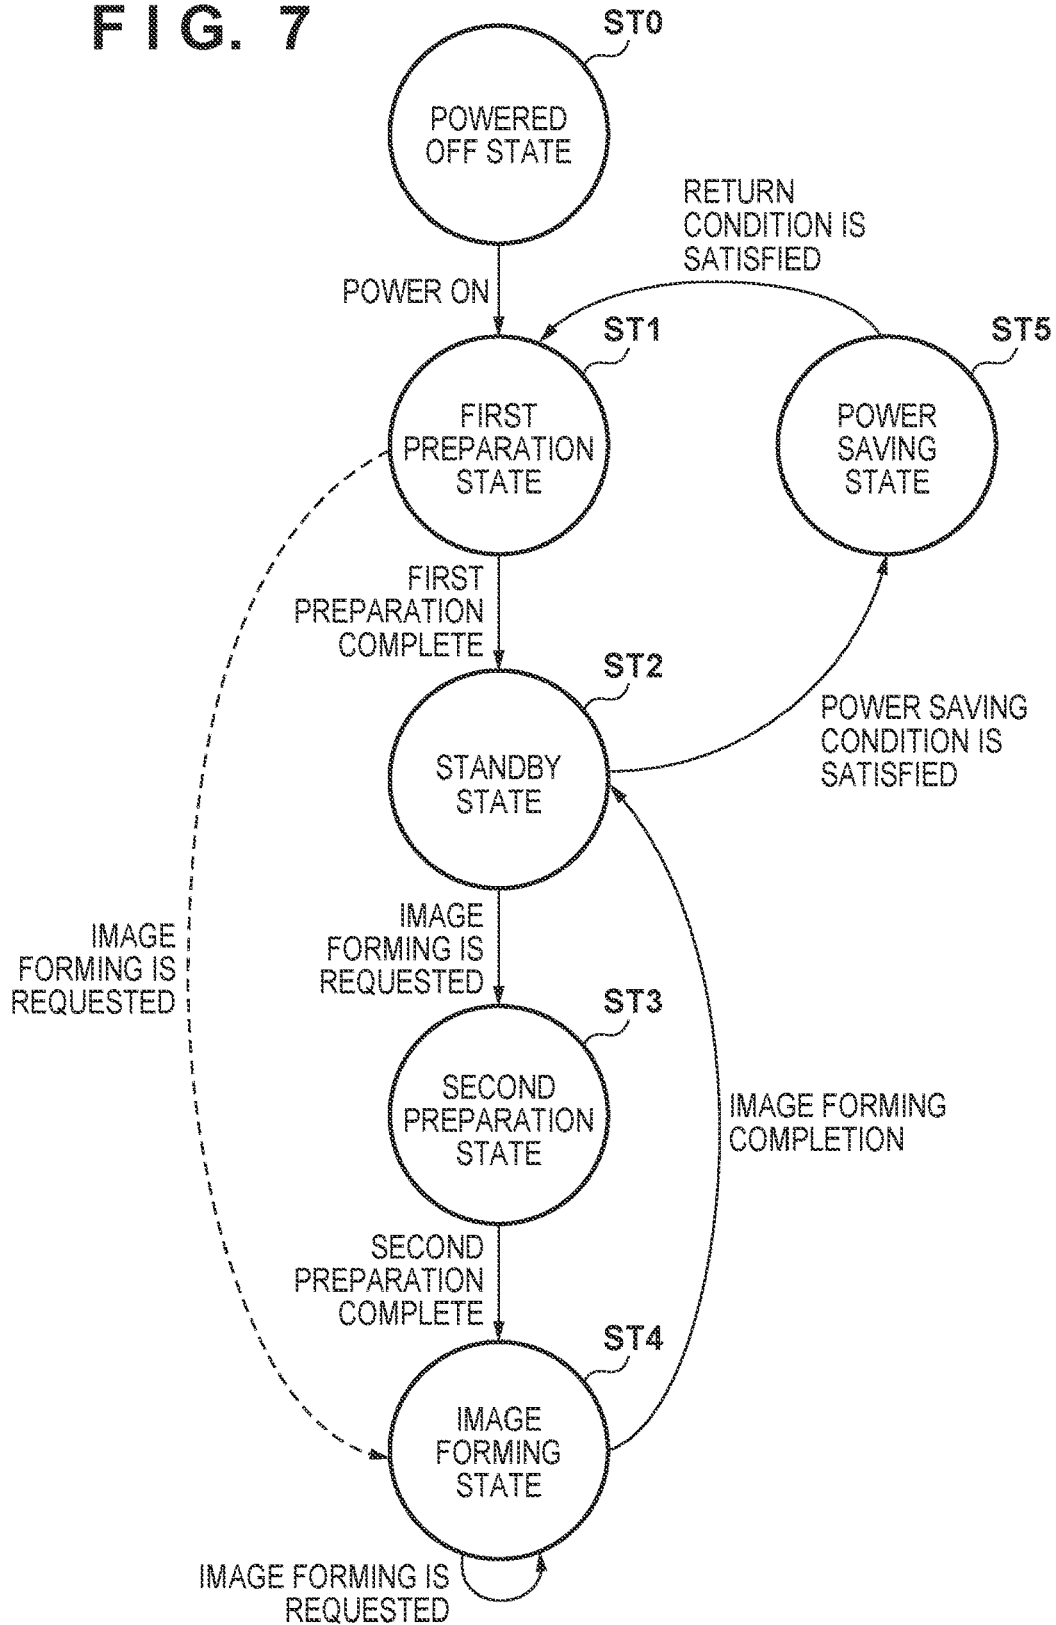 FIG. 7
ST0
POWERED
OFF STATE
RETURN
CONDITION IS
SATISFIED
POWER ON
ST1
ST5
FIRST
PREPARATION
STATE
POWER
SAVING
STATE
FIRST
PREPARATION
COMPLETE
ST2
POWER SAVING
CONDITION IS
SATISFIED
STANDBY
STATE
IMAGE
FORMING IS
REQUESTED
IMAGE
FORMING IS
REQUESTED
ST3
SECOND
PREPARATION
STATE
IMAGE FORMING
COMPLETION
SECOND
PREPARATION
COMPLETE
ST4
IMAGE
FORMING
STATE
IMAGE FORMING IS
REQUESTED